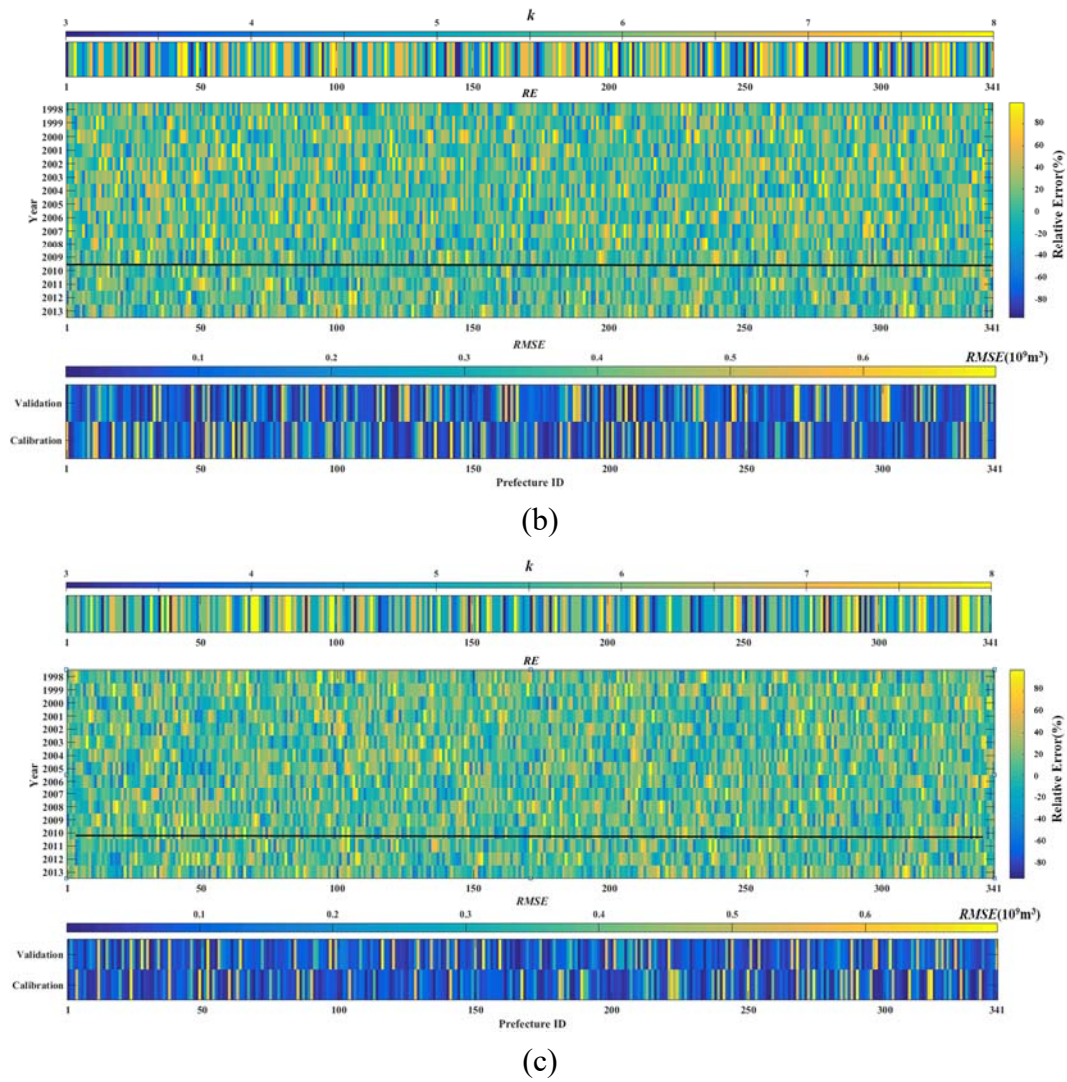 k
3 4 5 6 7 8
1 50 100 150 200 250 300 341
RE
Year
1998
1999
2000
2001
2002
2003
2004
2005
2006
2007
2008
2009
2010
2011
2012
2013
1 50 100 150 200 250 300 341
80
60
40
20
0
-20
-40
-60
-80
Relative Error(%)
RMSE
0.1 0.2 0.3 0.4 0.5 0.6 RMSE(10⁹m³)
Validation
Calibration
1 50 100 150 200 250 300 341
Prefecture ID
(b)
k
3 4 5 6 7 8
1 50 100 150 200 250 300 341
RE
Year
1998
1999
2000
2001
2002
2003
2004
2005
2006
2007
2008
2009
2010
2011
2012
2013
1 50 100 150 200 250 300 341
80
60
40
20
0
-20
-40
-60
-80
Relative Error(%)
RMSE
0.1 0.2 0.3 0.4 0.5 0.6 RMSE(10⁹m³)
Validation
Calibration
1 50 100 150 200 250 300 341
Prefecture ID
(c)